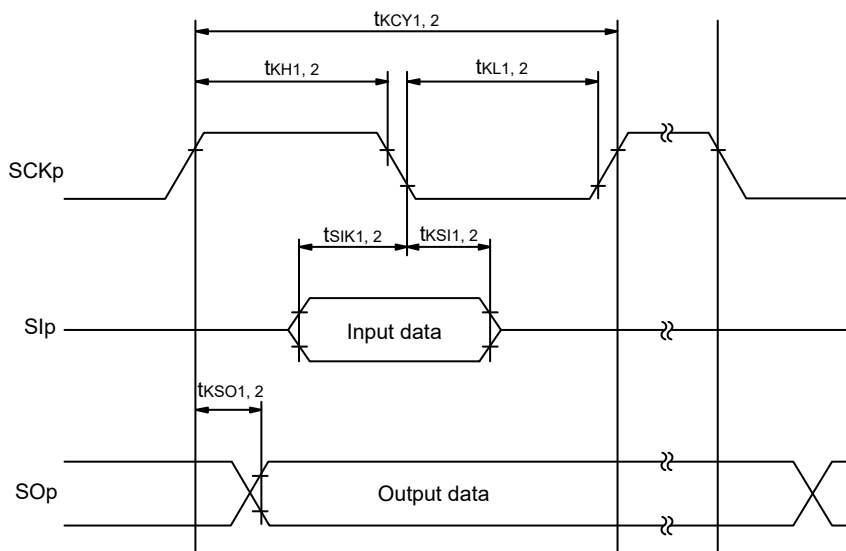 tKCY1, 2
tKH1, 2
tKL1, 2
SCKp
tSIK1, 2
tKSI1, 2
SIp
Input data
tKSO1, 2
SOp
Output data